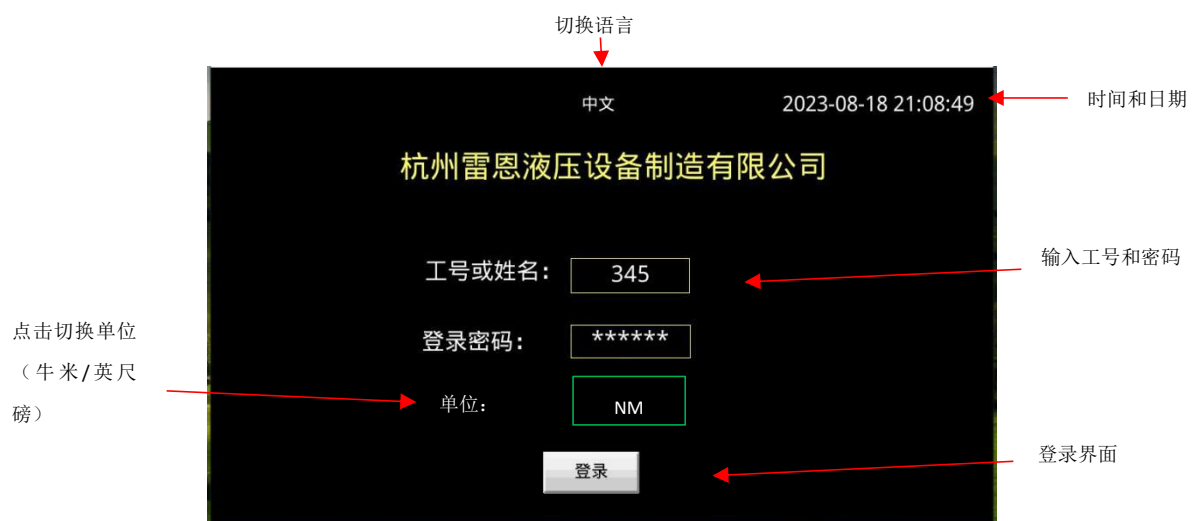 切换语言
中文
2023-08-18 21:08:49
时间和日期
杭州雷恩液压设备制造有限公司
工号或姓名:
345
输入工号和密码
登录密码:
******
点击切换单位
（牛米/英尺
磅）
单位:
NM
登录
登录界面